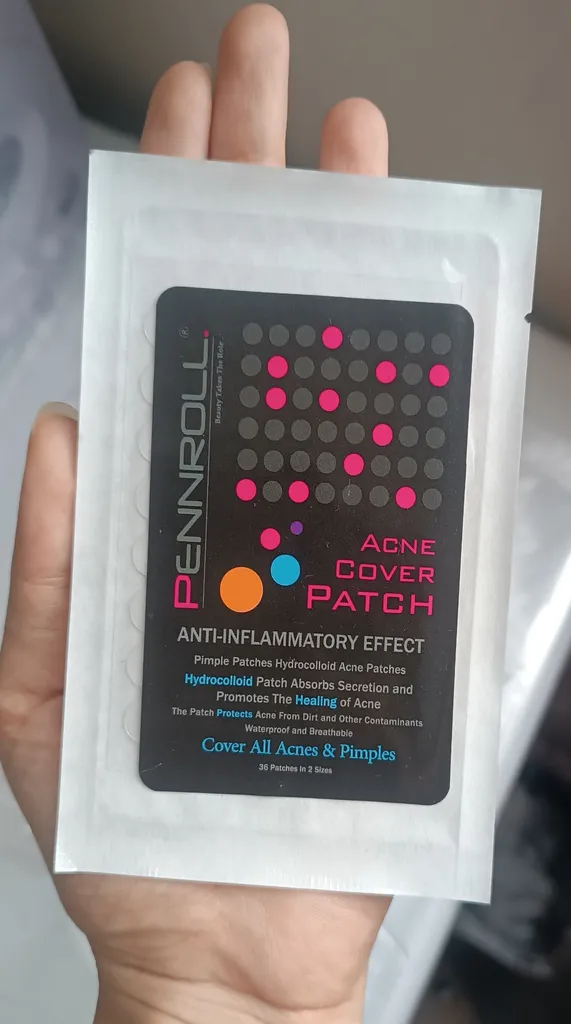 PENNROLL.®
Beauty Takes The Role
ACNE
COVER
PATCH
ANTI-INFLAMMATORY EFFECT
Pimple Patches Hydrocolloid Acne Patches
Hydrocolloid Patch Absorbs Secretion and
Promotes The Healing of Acne
The Patch Protects Acne From Dirt and Other Contaminants
Waterproof and Breathable
Cover All Acnes & Pimples
36 Patches in 2 Sizes